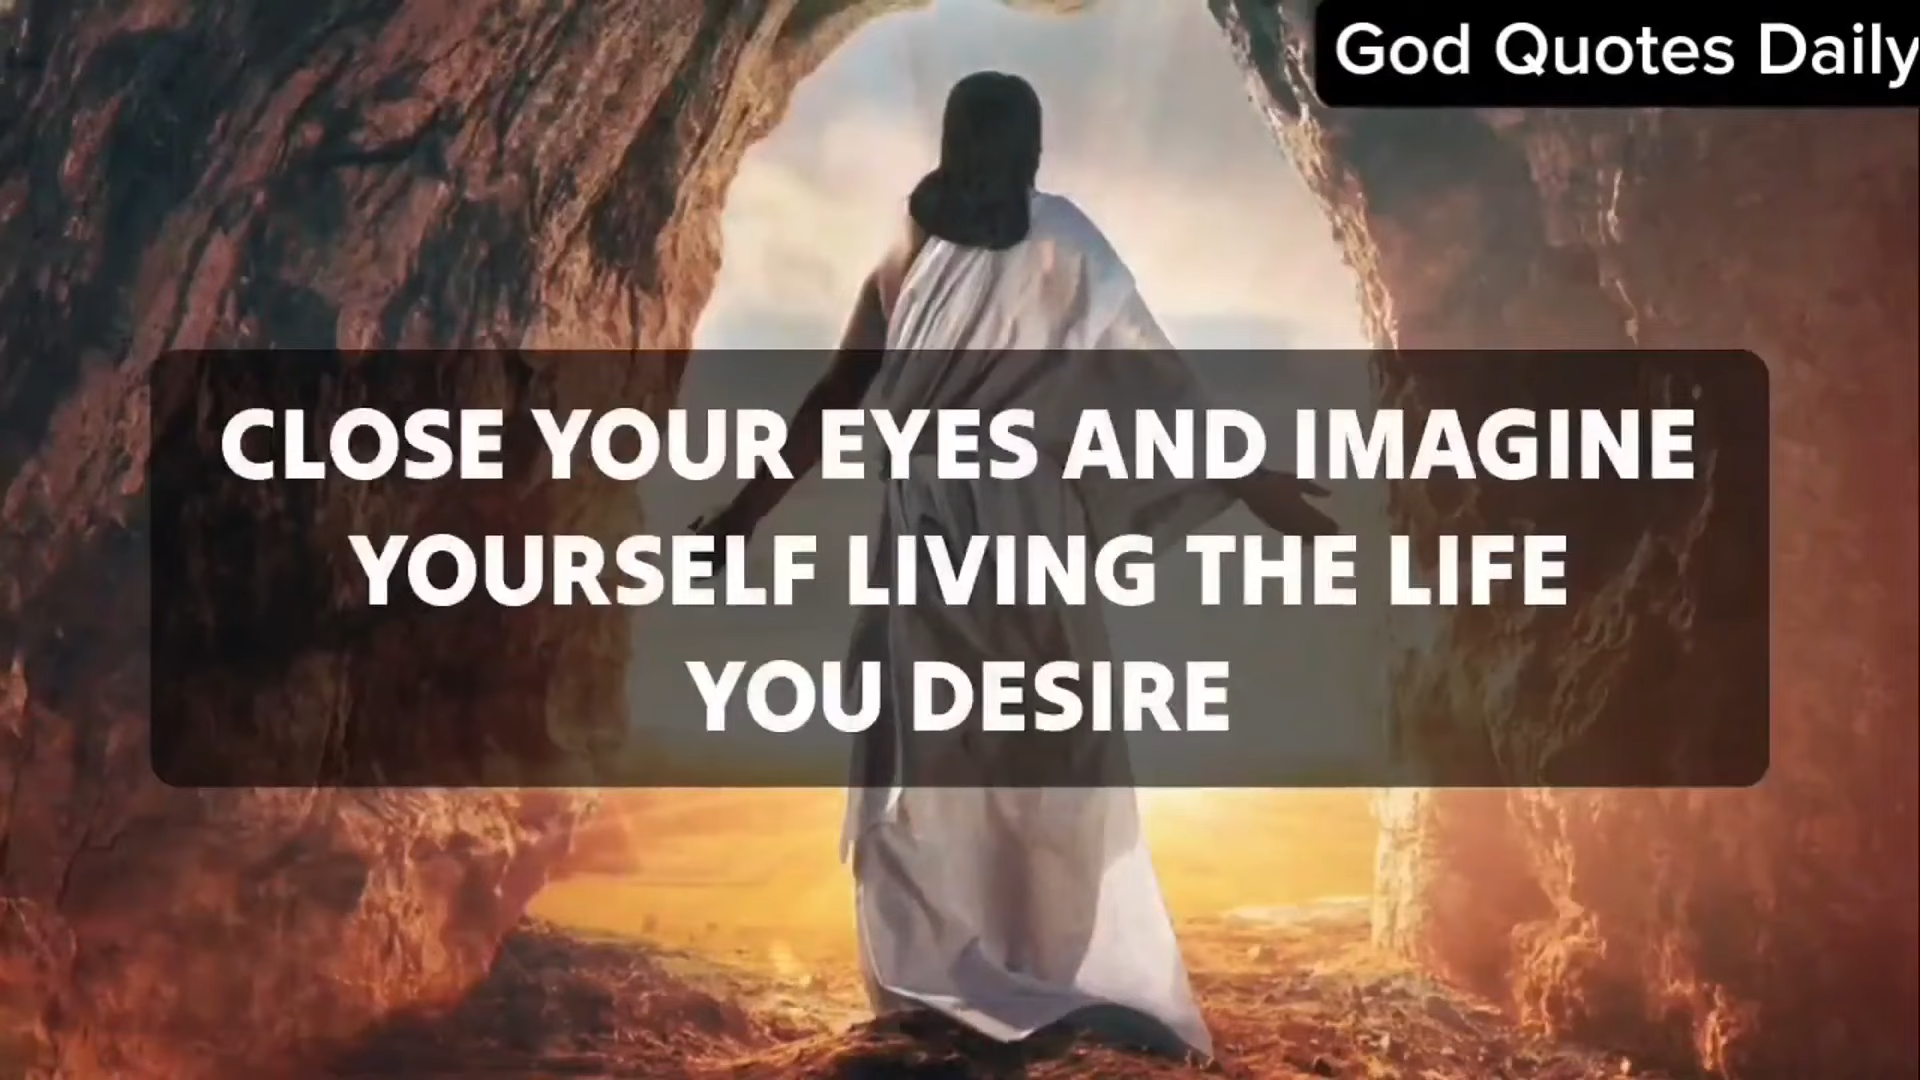 God Quotes Daily
CLOSE YOUR EYES AND IMAGINE
YOURSELF LIVING THE LIFE
YOU DESIRE